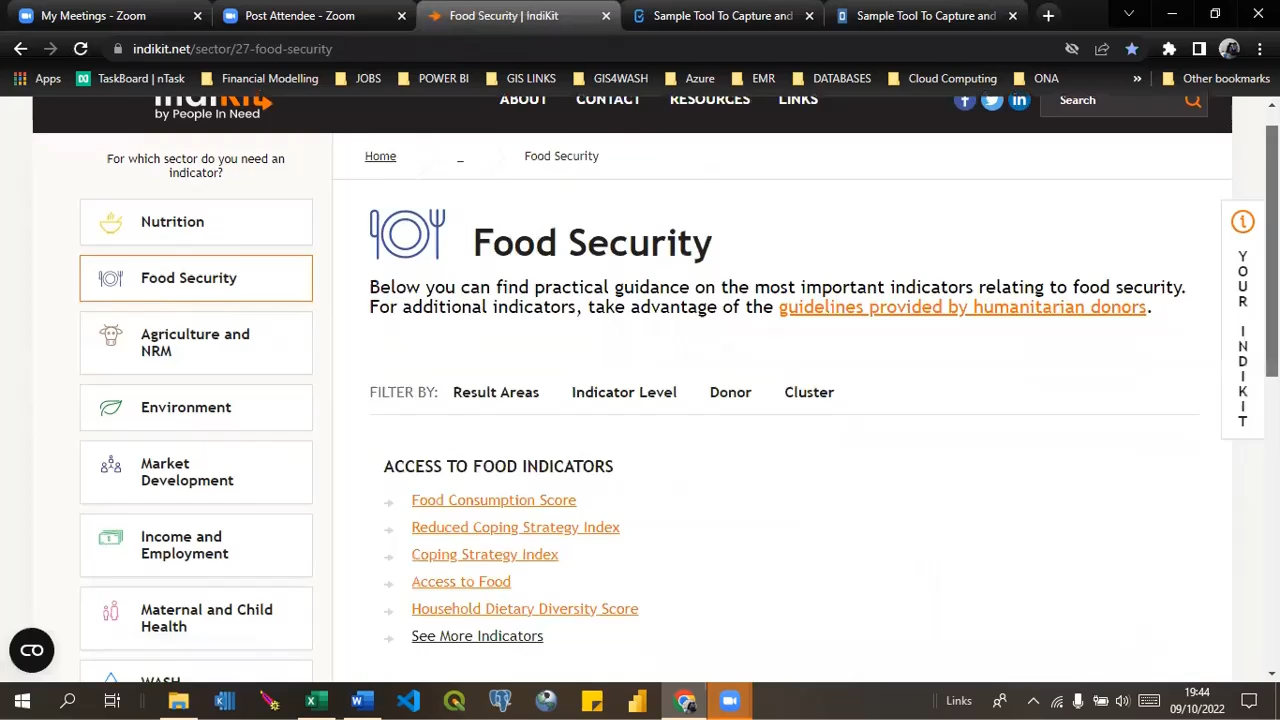 My Meetings - Zoom
Post Attendee - Zoom
Food Security | IndiKit
Sample Tool To Capture and
Sample Tool To Capture and
indikit.net/sector/27-food-security
Apps
TaskBoard | nTask
Financial Modelling
JOBS
POWER BI
GIS LINKS
GIS4WASH
Azure
EMR
DATABASES
Cloud Computing
ONA
Other bookmarks
IndiKit
by People In Need
ABOUT
CONTACT
RESOURCES
LINKS
Search
For which sector do you need an
indicator?
Nutrition
Food Security
Agriculture and
NRM
Environment
Market
Development
Income and
Employment
Maternal and Child
Health
WASH
Home
_
Food Security
Food Security
Below you can find practical guidance on the most important indicators relating to food security.
For additional indicators, take advantage of the guidelines provided by humanitarian donors.
FILTER BY:
Result Areas
Indicator Level
Donor
Cluster
ACCESS TO FOOD INDICATORS
Food Consumption Score
Reduced Coping Strategy Index
Coping Strategy Index
Access to Food
Household Dietary Diversity Score
See More Indicators
YOUR INDIKIT
Links
19:44
09/10/2022